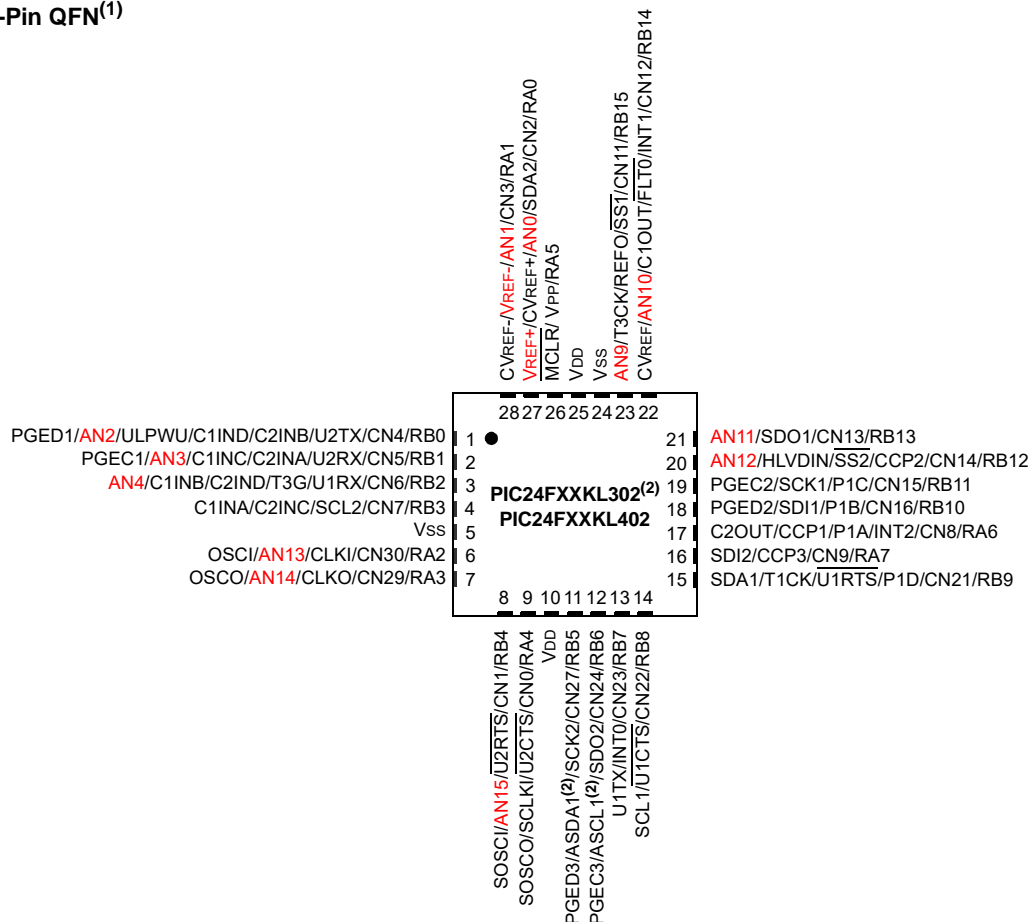 -Pin QFN(1)
CVREF-/VREF-/AN1/CN3/RA1
VREF+/CVREF+/AN0/SDA2/CN2/RA0
MCLR/ VPP/RA5
VDD
VSS
AN9/T3CK/REFO/SS1/CN11/RB15
CVREF/AN10/C1OUT/FLT0/INT1/CN12/RB14
28 27 26 25 24 23 22
PGED1/AN2/ULPWU/C1IND/C2INB/U2TX/CN4/RB0
PGEC1/AN3/C1INC/C2INA/U2RX/CN5/RB1
AN4/C1INB/C2IND/T3G/U1RX/CN6/RB2
C1INA/C2INC/SCL2/CN7/RB3
VSS
OSCI/AN13/CLKI/CN30/RA2
OSCO/AN14/CLKO/CN29/RA3
1
2
3
4
5
6
7
PIC24FXXKL302(2)
PIC24FXXKL402
21
20
19
18
17
16
15
AN11/SDO1/CN13/RB13
AN12/HLVDIN/SS2/CCP2/CN14/RB12
PGEC2/SCK1/P1C/CN15/RB11
PGED2/SDI1/P1B/CN16/RB10
C2OUT/CCP1/P1A/INT2/CN8/RA6
SDI2/CCP3/CN9/RA7
SDA1/T1CK/U1RTS/P1D/CN21/RB9
8 9 10 11 12 13 14
SOSCI/AN15/U2RTS/CN1/RB4
SOSCO/SCLKI/U2CTS/CN0/RA4
VDD
PGED3/ASDA1(2)/SCK2/CN27/RB5
PGEC3/ASCL1(2)/SDO2/CN24/RB6
U1TX/INT0/CN23/RB7
SCL1/U1CTS/CN22/RB8